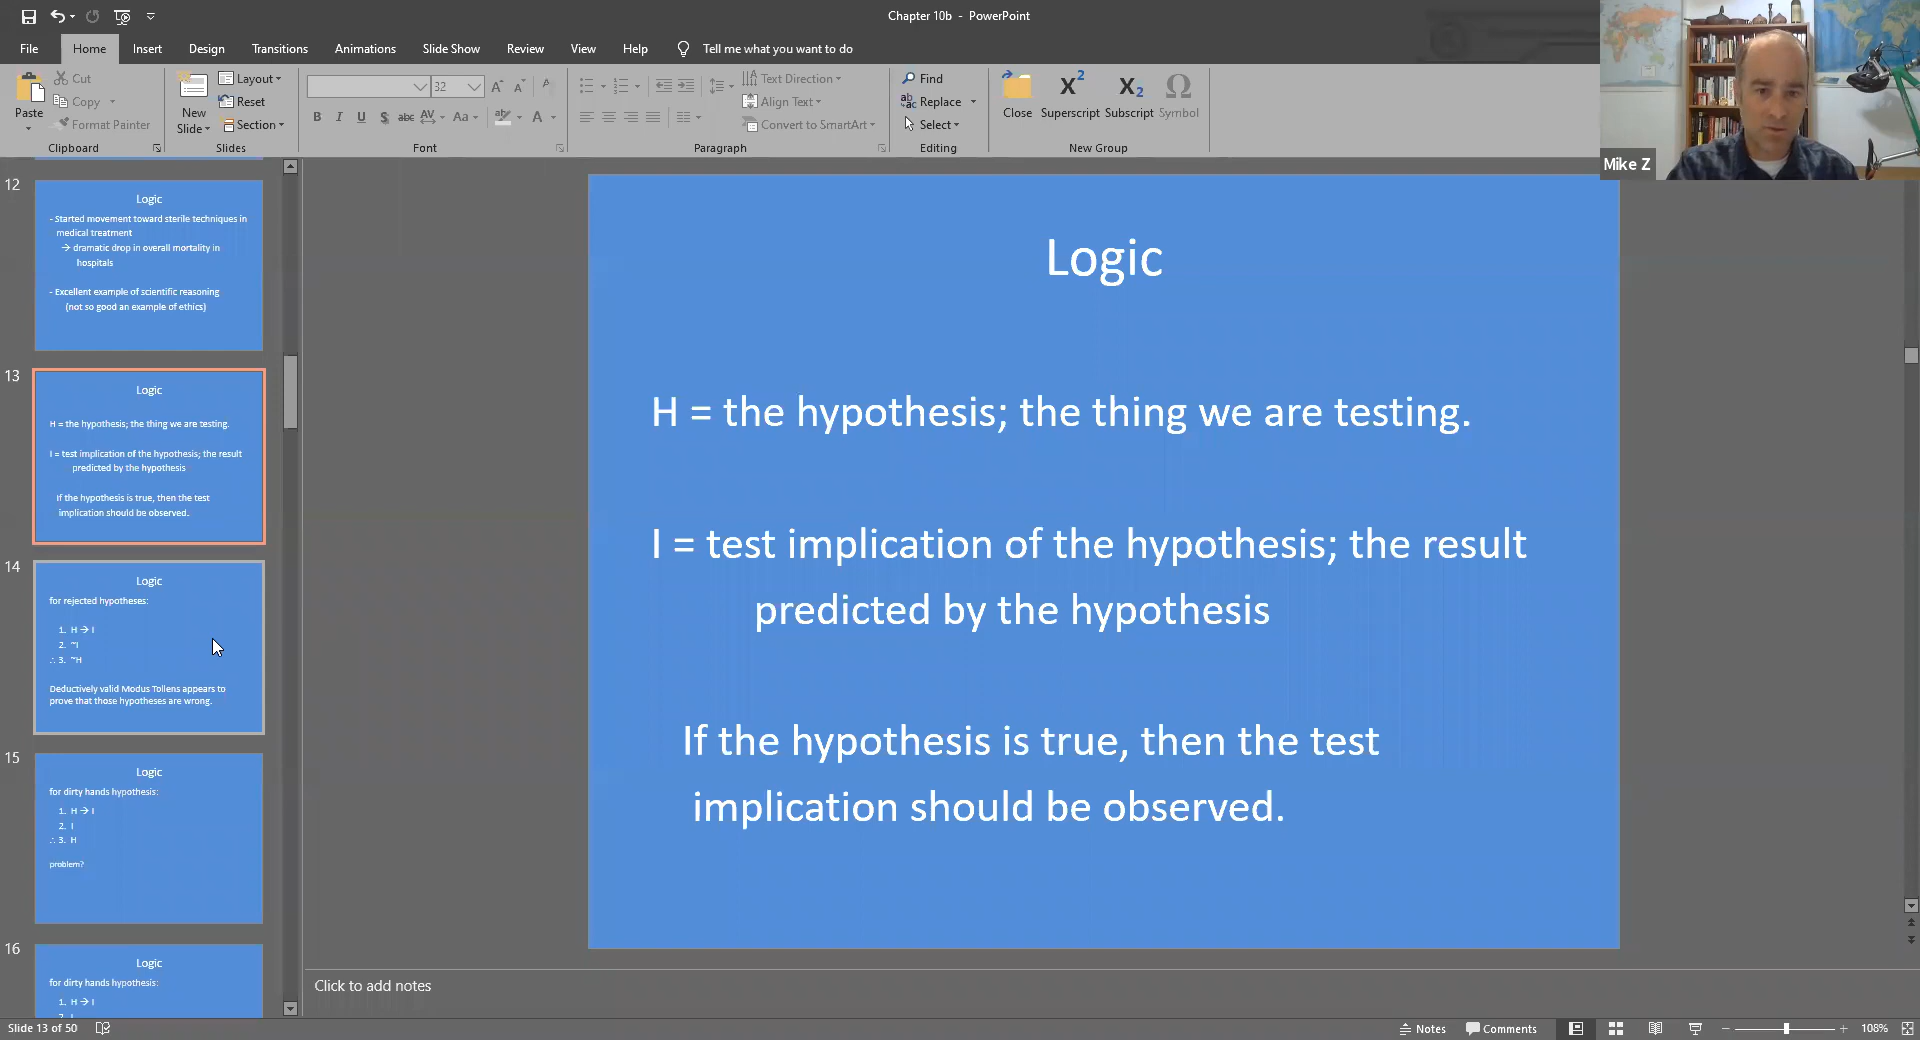 Chapter 10b - PowerPoint
File Home Insert Design Transitions Animations Slide Show Review View Help Tell me what you want to do
Paste
Cut
Copy
Format Painter
Clipboard
New
Slide
Layout
Reset
Section
Slides
32
A A
B I U S abc AV Aa A
Font
Text Direction
Align Text
Convert to SmartArt
Paragraph
Find
Replace
Select
Editing
X2 X2 Ω
Close Superscript Subscript Symbol
New Group
Mike Z
12
Logic
- Started movement toward sterile techniques in
medical treatment
→ dramatic drop in overall mortality in
hospitals
- Excellent example of scientific reasoning
(not so good an example of ethics)
13
Logic
H = the hypothesis; the thing we are testing.
I = test implication of the hypothesis; the result
predicted by the hypothesis
If the hypothesis is true, then the test
implication should be observed.
14
Logic
for rejected hypotheses:
1. H → I
2. ~I
∴ 3. ~H
Deductively valid Modus Tollens appears to
prove that those hypotheses are wrong.
15
Logic
for dirty hands hypothesis:
1. H → I
2. I
∴ 3. H
problem?
16
Logic
for dirty hands hypothesis:
1. H → I
Logic
H = the hypothesis; the thing we are testing.
I = test implication of the hypothesis; the result
predicted by the hypothesis
If the hypothesis is true, then the test
implication should be observed.
Click to add notes
Slide 13 of 50
Notes Comments 108%